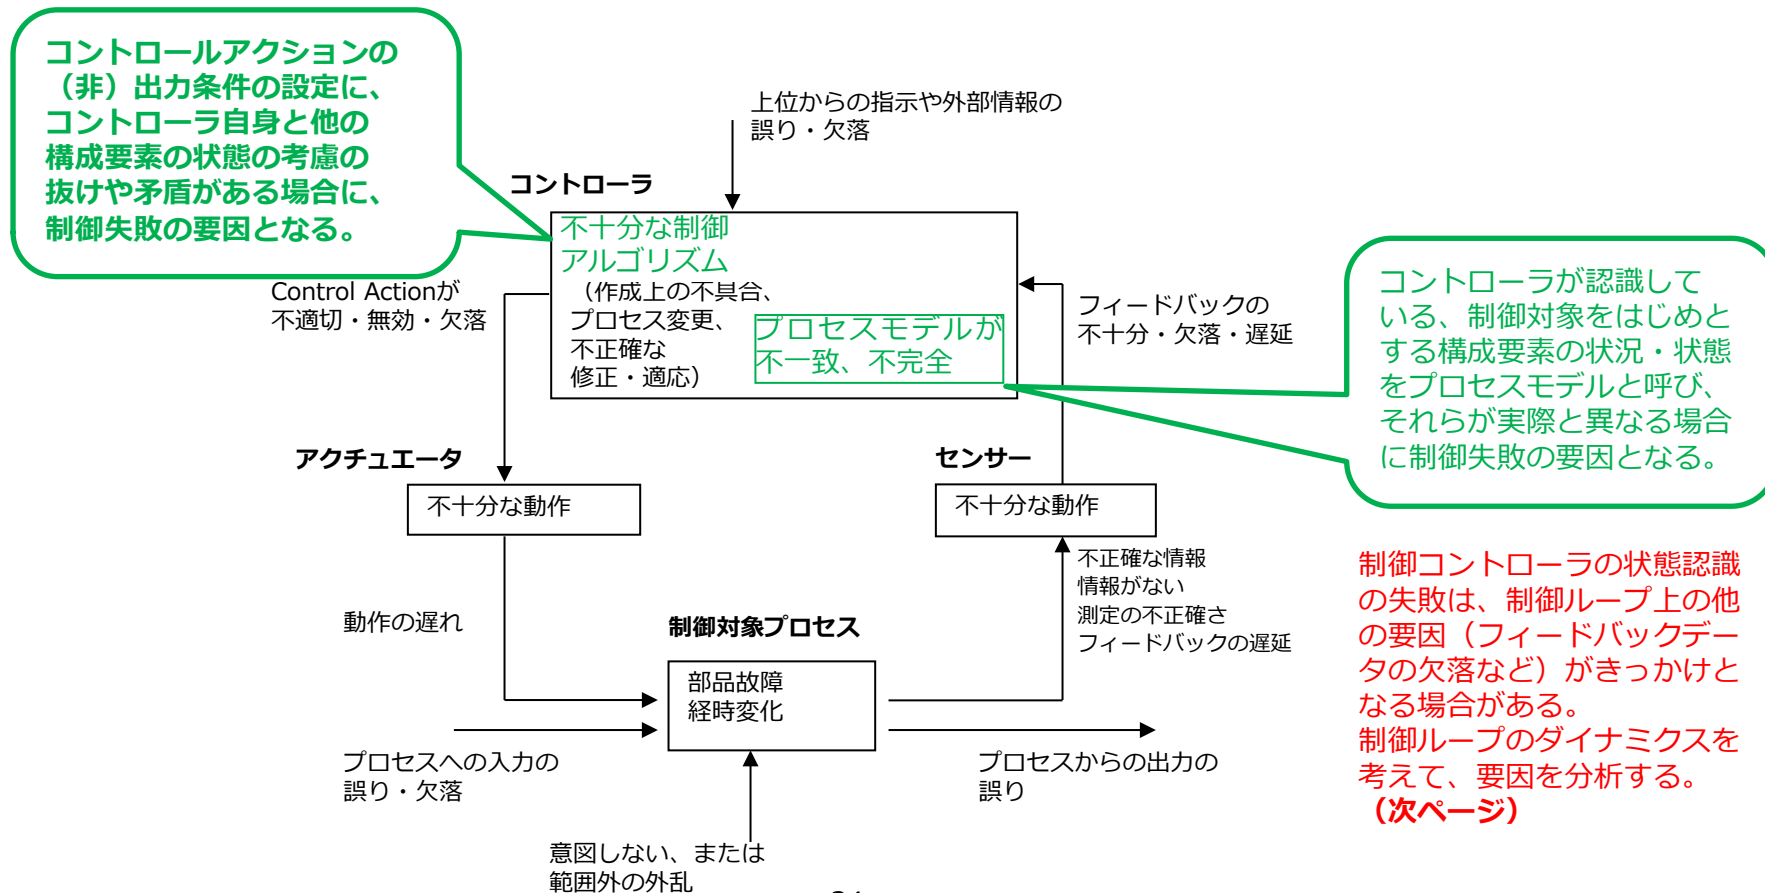 コントロールアクションの
（非）出力条件の設定に、
コントローラ自身と他の
構成要素の状態の考慮の
抜けや矛盾がある場合に、
制御失敗の要因となる。
上位からの指示や外部情報の
誤り・欠落
コントローラ
不十分な制御
アルゴリズム
（作成上の不具合、
プロセス変更、
不正確な
修正・適応）
プロセスモデルが
不一致、不完全
Control Actionが
不適切・無効・欠落
フィードバックの
不十分・欠落・遅延
コントローラが認識して
いる、制御対象をはじめと
する構成要素の状況・状態
をプロセスモデルと呼び、
それらが実際と異なる場合
に制御失敗の要因となる。
アクチュエータ
不十分な動作
センサー
不十分な動作
動作の遅れ
不正確な情報
情報がない
測定の不正確さ
フィードバックの遅延
制御対象プロセス
部品故障
経時変化
プロセスへの入力の
誤り・欠落
プロセスからの出力の
誤り
意図しない、または
範囲外の外乱
制御コントローラの状態認識
の失敗は、制御ループ上の他
の要因（フィードバックデー
タの欠落など）がきっかけと
なる場合がある。
制御ループのダイナミクスを
考えて、要因を分析する。
（次ページ）